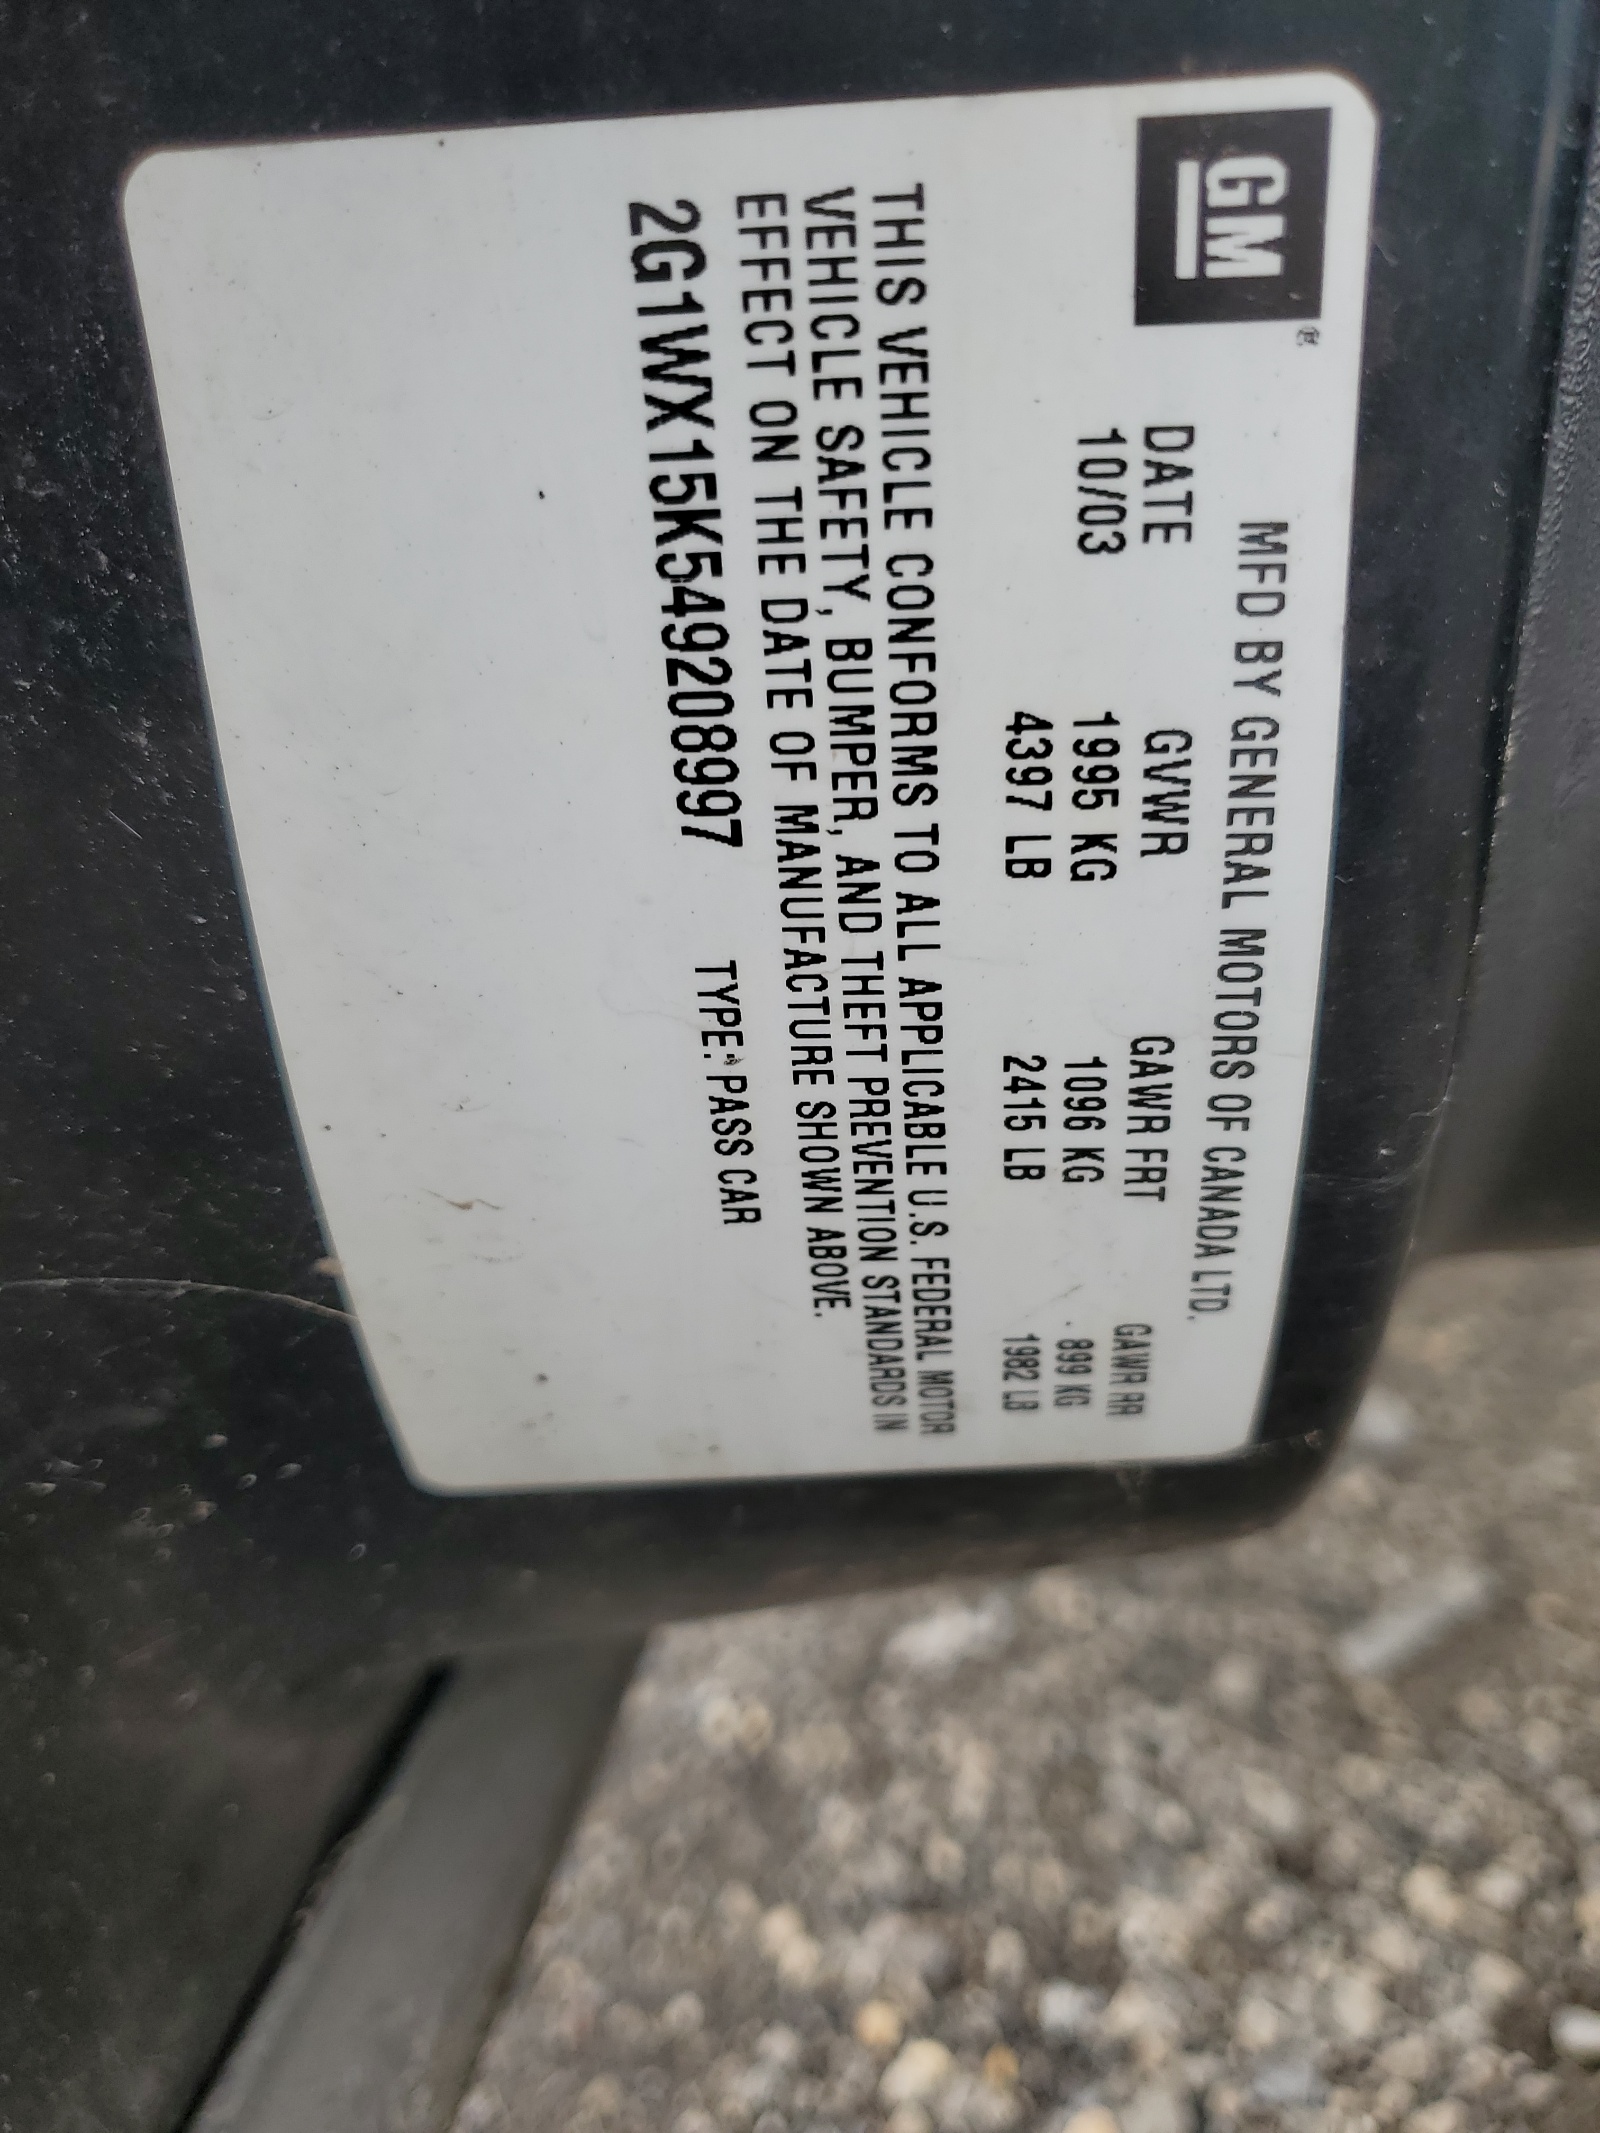 GM®
MFD BY GENERAL MOTORS OF CANADA LTD.
DATE GVWR GAWR FRT GAWR RR
10/03 1995 KG 1096 KG 899 KG
4397 LB 2415 LB 1982 LB
THIS VEHICLE CONFORMS TO ALL APPLICABLE U.S. FEDERAL MOTOR
VEHICLE SAFETY, BUMPER, AND THEFT PREVENTION STANDARDS IN
EFFECT ON THE DATE OF MANUFACTURE SHOWN ABOVE.
2G1WX15K549208997 TYPE: PASS CAR